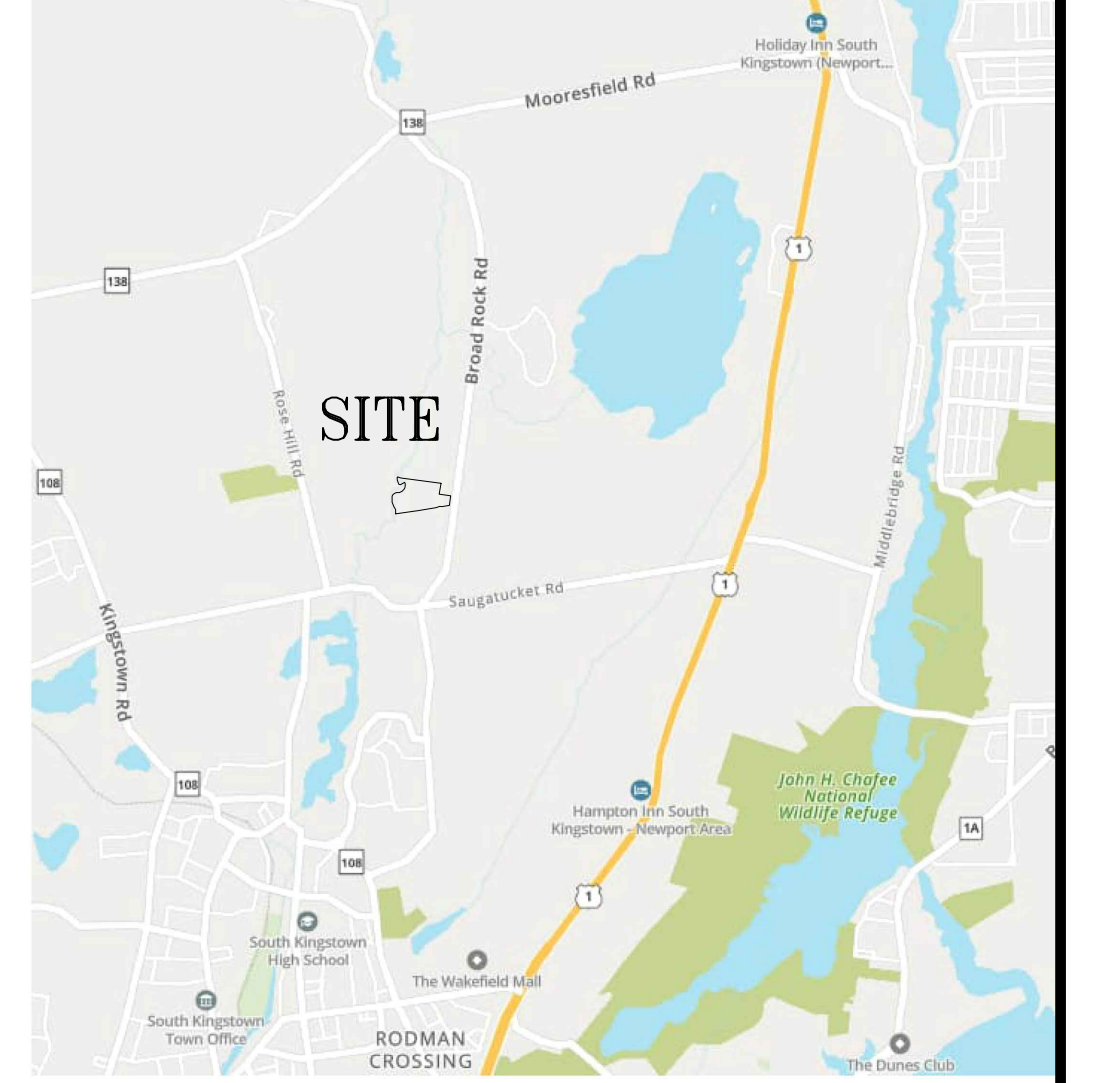 Holiday Inn South
Kingstown (Newport...
Mooresfield Rd
138
1
138
Broad Rock Rd
Rose Hill Rd
SITE
108
Middlebridge Rd
1
Saugatucket Rd
Kingstown Rd
108
John H. Chafee
National
Wildlife Refuge
Hampton Inn South
Kingstown - Newport Area
1A
108
1
South Kingstown
High School
The Wakefield Mall
South Kingstown
Town Office
RODMAN
CROSSING
The Dunes Club